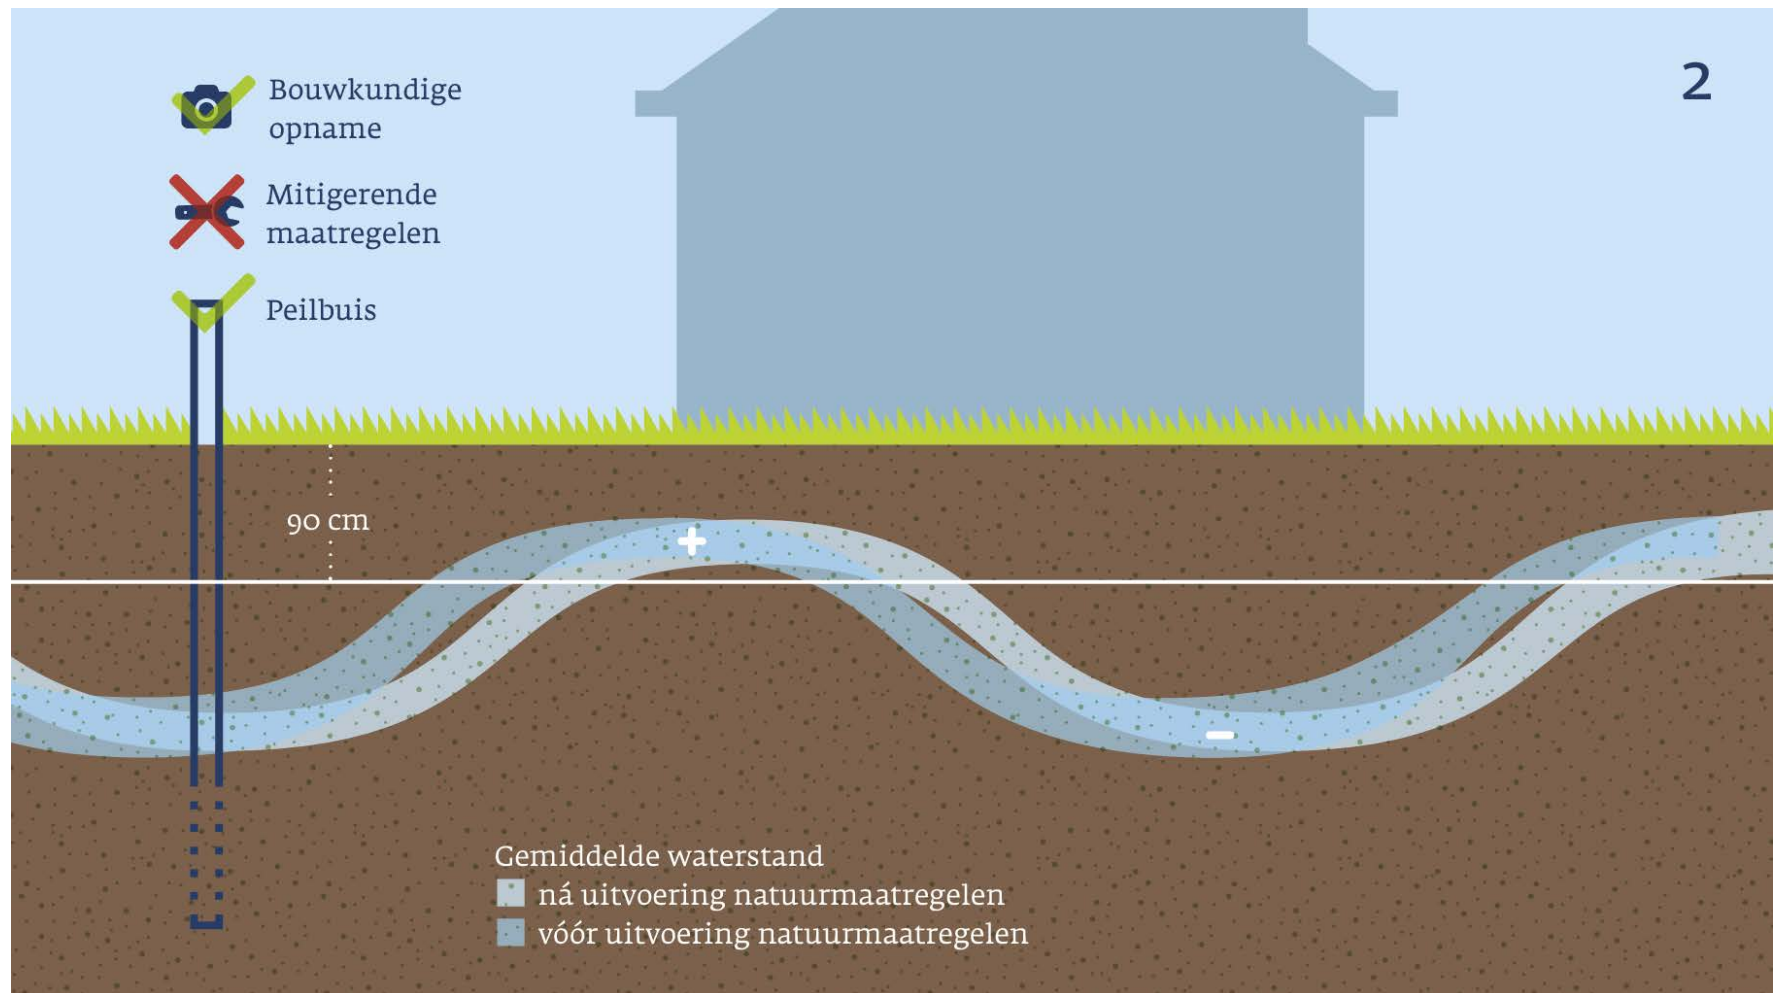 Bouwkundige
opname
2
Mitigerende
maatregelen
Peilbuis
90 cm
+
-
Gemiddelde waterstand
ná uitvoering natuurmaatregelen
vóór uitvoering natuurmaatregelen